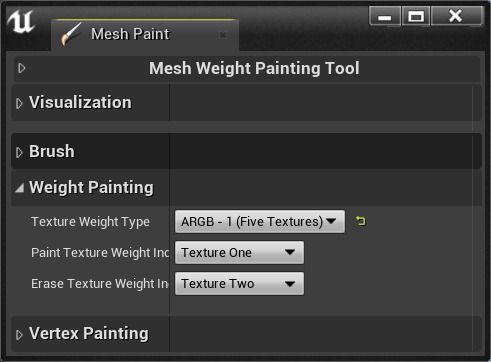 Mesh Paint
Mesh Weight Painting Tool
Visualization
Brush
Weight Painting
Texture Weight Type ARGB - 1 (Five Textures)
Paint Texture Weight Ind Texture One
Erase Texture Weight In Texture Two
Vertex Painting